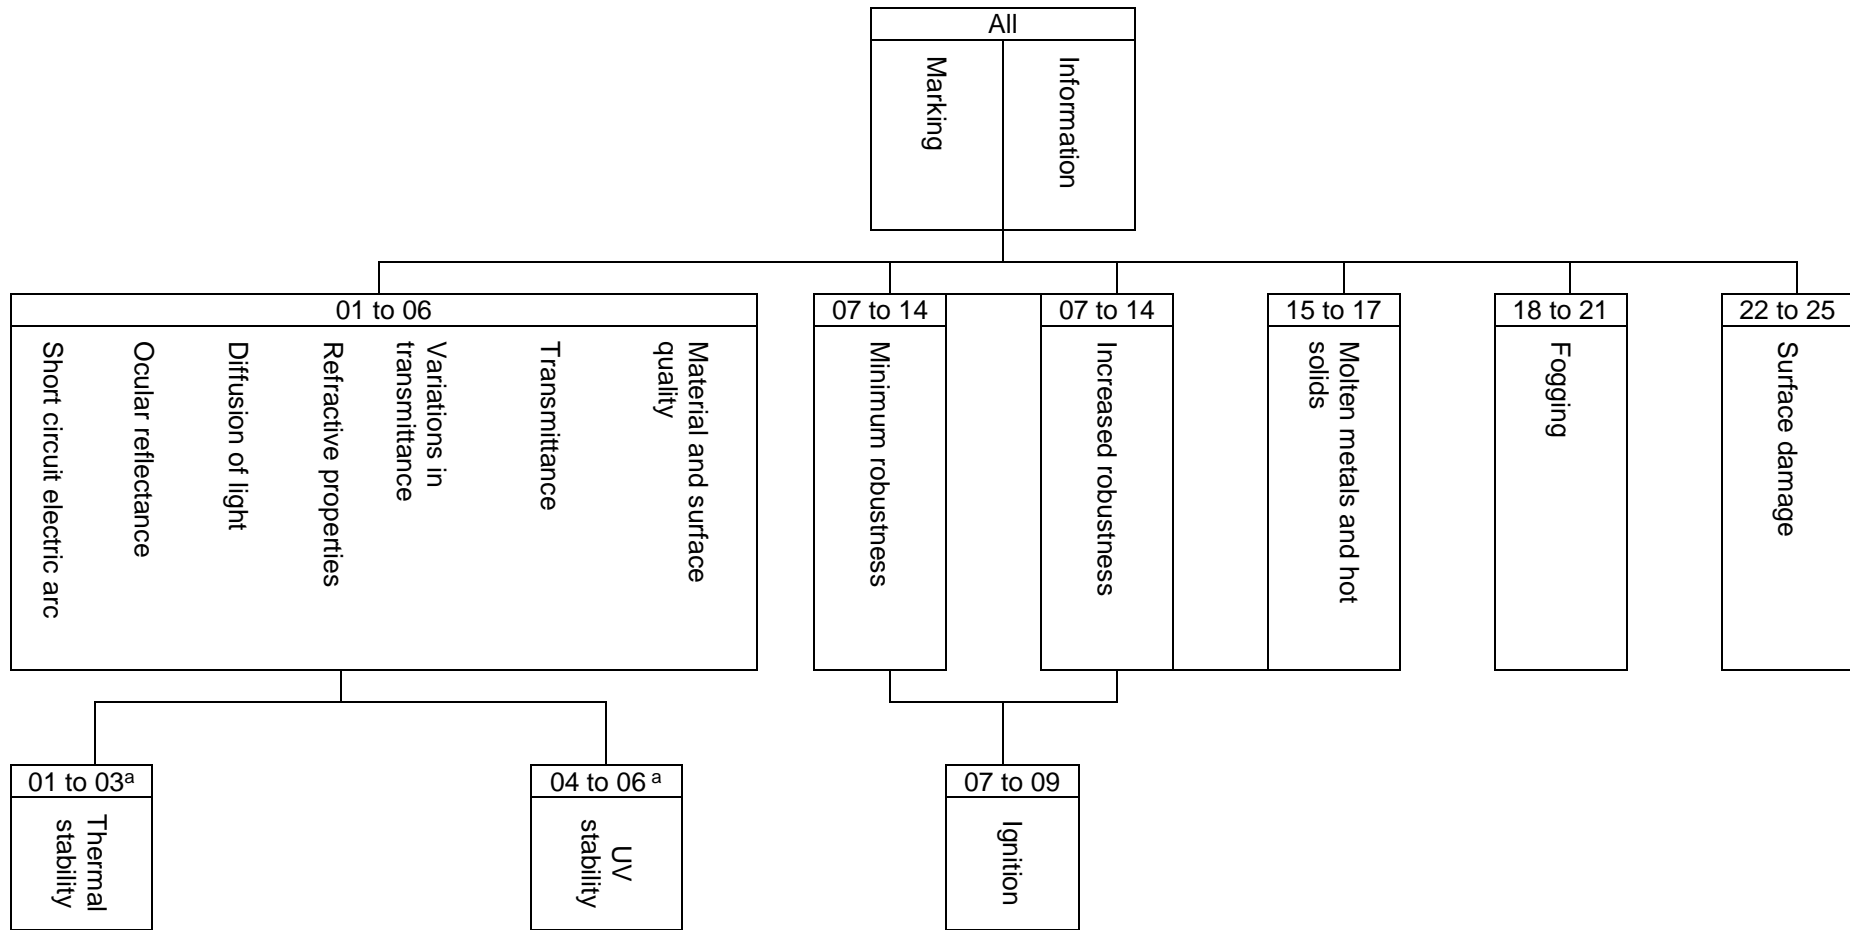 All
Marking
Information
01 to 06
Short circuit electric arc
Ocular reflectance
Diffusion of light
Refractive properties
Variations in
transmittance
Transmittance
Material and surface
quality
07 to 14
Minimum robustness
07 to 14
Increased robustness
15 to 17
Molten metals and hot
solids
18 to 21
Fogging
22 to 25
Surface damage
01 to 03ᵃ
Thermal
stability
04 to 06 ᵃ
UV
stability
07 to 09
Ignition